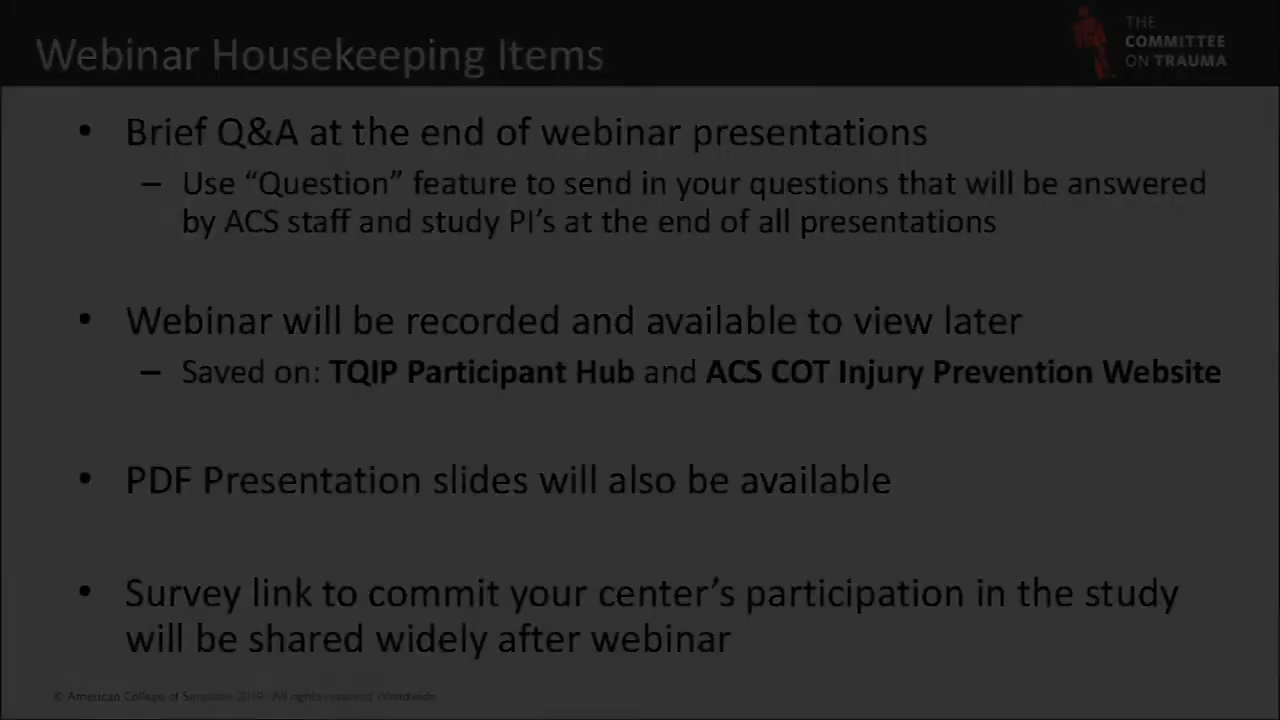 Webinar Housekeeping Items
THE
COMMITTEE
ON TRAUMA
• Brief Q&A at the end of webinar presentations
– Use “Question” feature to send in your questions that will be answered
by ACS staff and study PI’s at the end of all presentations
• Webinar will be recorded and available to view later
– Saved on: TQIP Participant Hub and ACS COT Injury Prevention Website
• PDF Presentation slides will also be available
• Survey link to commit your center’s participation in the study
will be shared widely after webinar
© American College of Surgeons 2019. All rights reserved Worldwide.